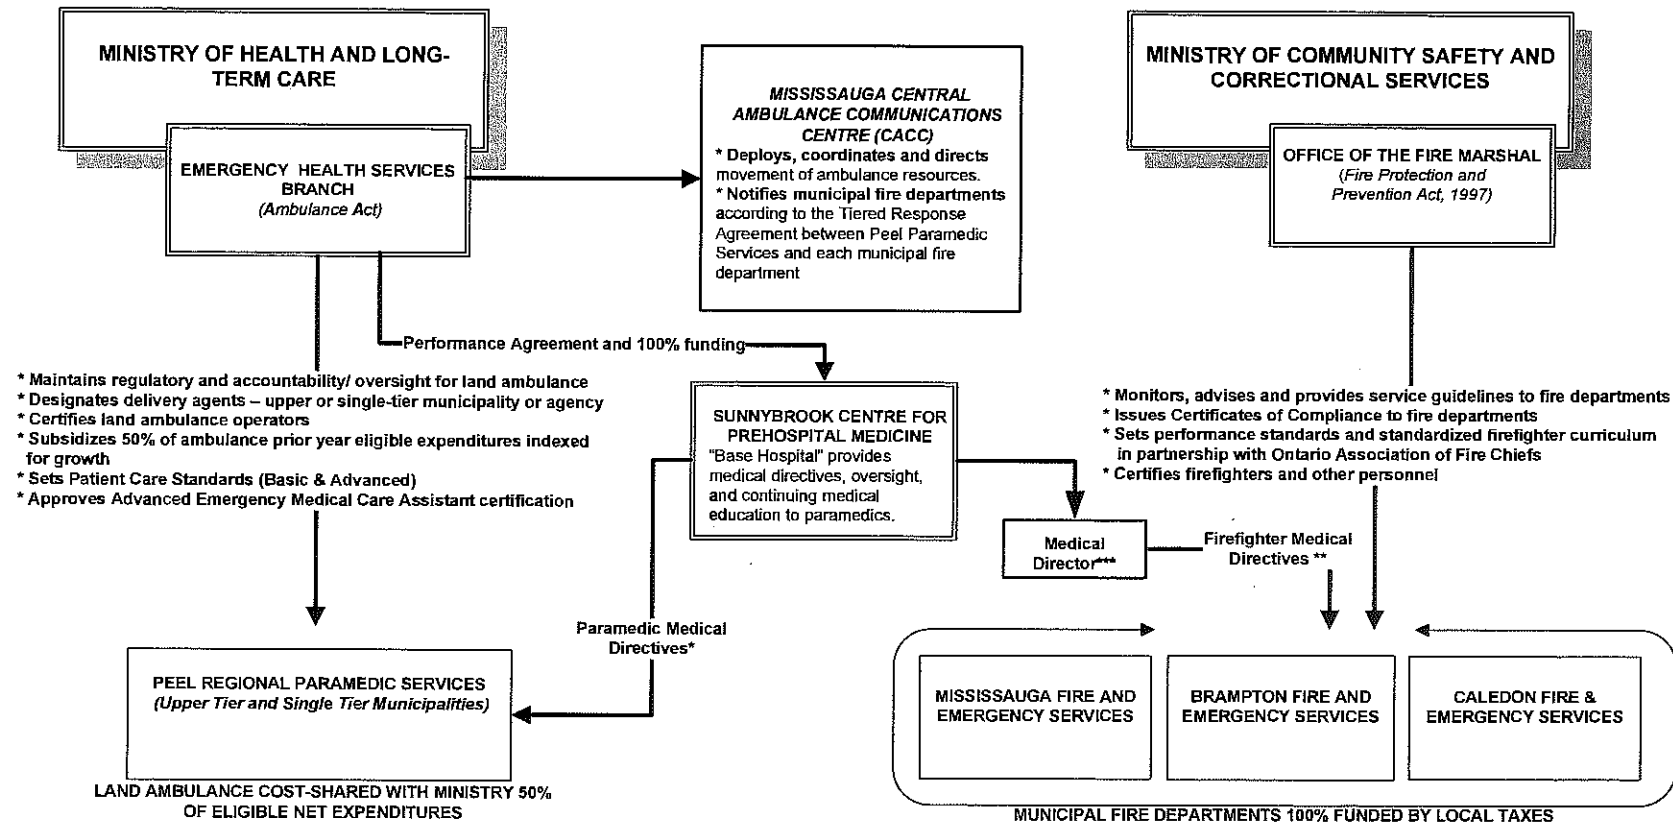 MINISTRY OF HEALTH AND LONG-
TERM CARE
EMERGENCY HEALTH SERVICES
BRANCH
(Ambulance Act)
MISSISSAUGA CENTRAL
AMBULANCE COMMUNICATIONS
CENTRE (CACC)
* Deploys, coordinates and directs
movement of ambulance resources.
* Notifies municipal fire departments
according to the Tiered Response
Agreement between Peel Paramedic
Services and each municipal fire
department
MINISTRY OF COMMUNITY SAFETY AND
CORRECTIONAL SERVICES
OFFICE OF THE FIRE MARSHAL
(Fire Protection and
Prevention Act, 1997)
Performance Agreement and 100% funding
* Maintains regulatory and accountability/ oversight for land ambulance
* Designates delivery agents – upper or single-tier municipality or agency
* Certifies land ambulance operators
* Subsidizes 50% of ambulance prior year eligible expenditures indexed
for growth
* Sets Patient Care Standards (Basic & Advanced)
* Approves Advanced Emergency Medical Care Assistant certification
SUNNYBROOK CENTRE FOR
PREHOSPITAL MEDICINE
"Base Hospital" provides
medical directives, oversight,
and continuing medical
education to paramedics.
* Monitors, advises and provides service guidelines to fire departments
* Issues Certificates of Compliance to fire departments
* Sets performance standards and standardized firefighter curriculum
in partnership with Ontario Association of Fire Chiefs
* Certifies firefighters and other personnel
Medical
Director***
Firefighter Medical
Directives **
Paramedic Medical
Directives*
PEEL REGIONAL PARAMEDIC SERVICES
(Upper Tier and Single Tier Municipalities)
LAND AMBULANCE COST-SHARED WITH MINISTRY 50%
OF ELIGIBLE NET EXPENDITURES
MISSISSAUGA FIRE AND
EMERGENCY SERVICES
BRAMPTON FIRE AND
EMERGENCY SERVICES
CALEDON FIRE &
EMERGENCY SERVICES
MUNICIPAL FIRE DEPARTMENTS 100% FUNDED BY LOCAL TAXES